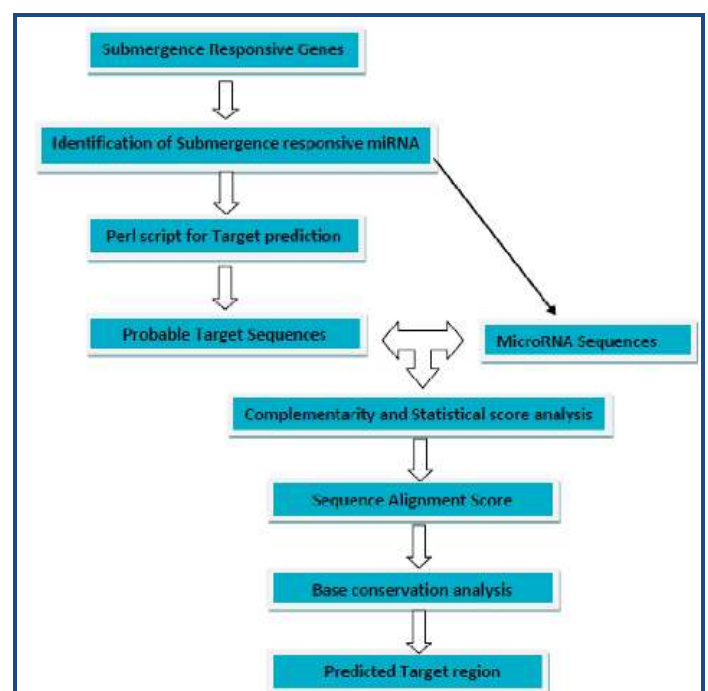 Submergence Responsive Genes
Identification of Submergence responsive miRNA
Perl script for Target prediction
Probable Target Sequences
MicroRNA Sequences
Complementarity and Statistical score analysis
Sequence Alignment Score
Base conservation analysis
Predicted Target region